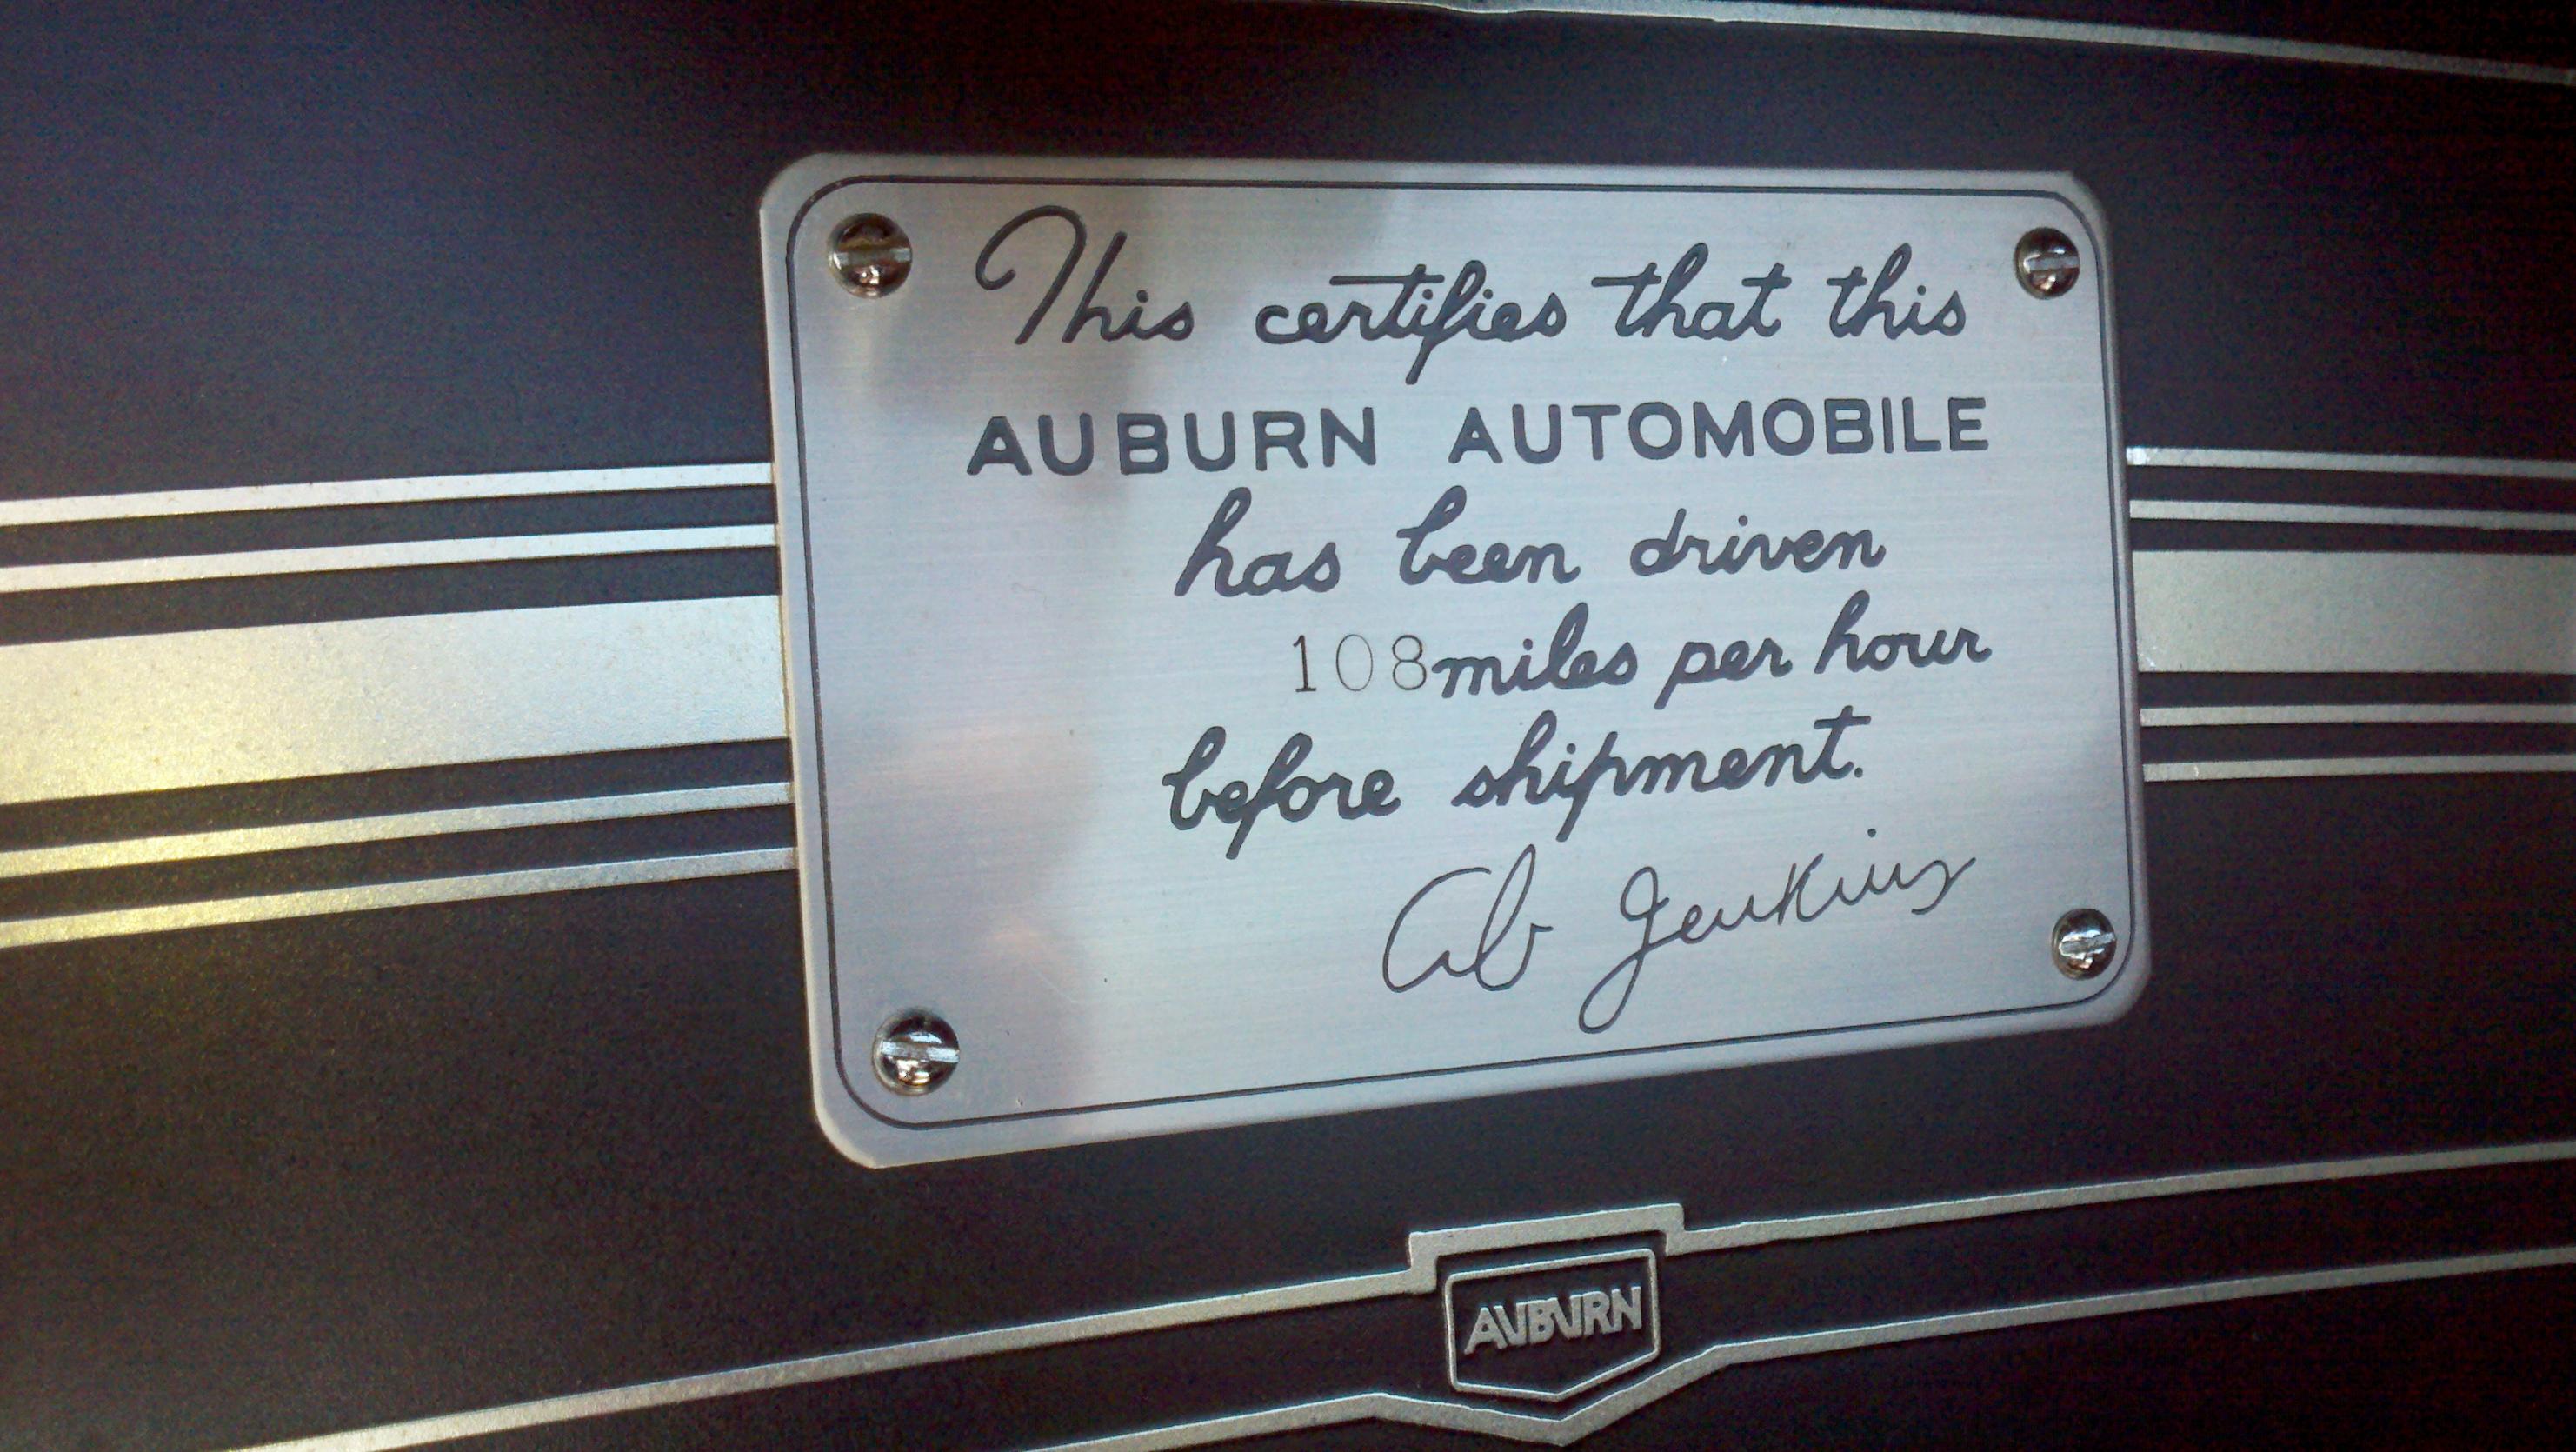 This certifies that this
AUBURN AUTOMOBILE
has been driven
108 miles per hour
before shipment.
Ab Jenkins
AUBURN